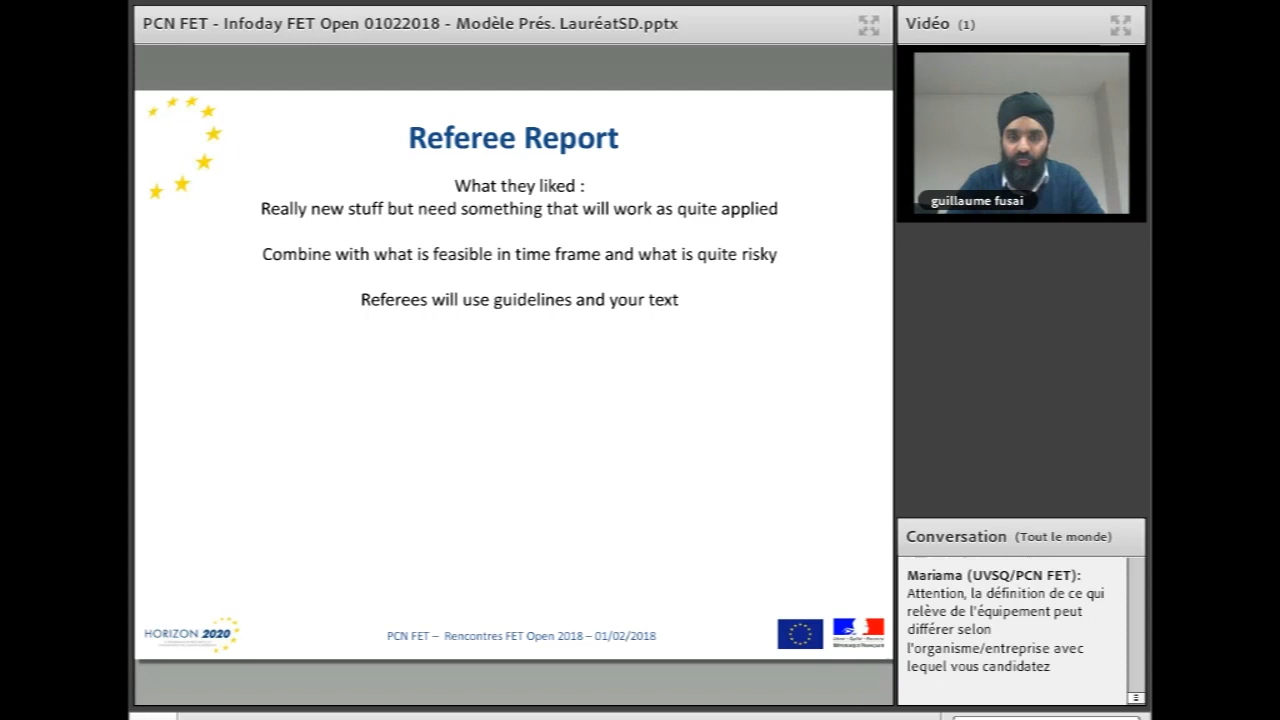 PCN FET - Infoday FET Open 01022018 - Modèle Prés. LauréatSD.pptx
Vidéo (1)
guillaume fusai
Referee Report
What they liked :
Really new stuff but need something that will work as quite applied
Combine with what is feasible in time frame and what is quite risky
Referees will use guidelines and your text
HORIZON 2020
PCN FET – Rencontres FET Open 2018 – 01/02/2018
Conversation (Tout le monde)
Mariama (UVSQ/PCN FET):
Attention, la définition de ce qui
relève de l'équipement peut
différer selon
l'organisme/entreprise avec
lequel vous candidatez